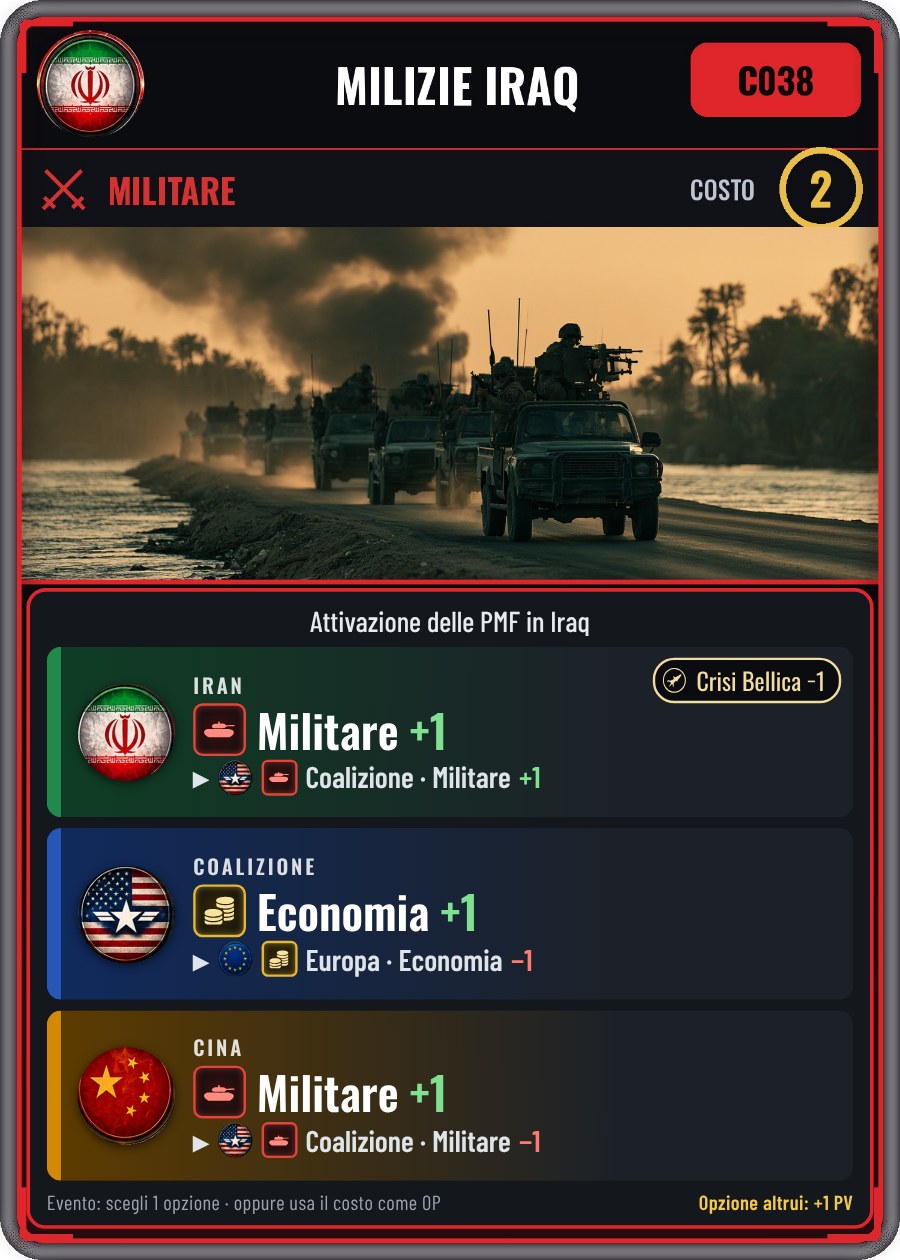 MILIZIE IRAQ
C038
MILITARE
COSTO
2
Attivazione delle PMF in Iraq
IRAN
Crisi Bellica −1
Militare +1
▶ Coalizione · Militare +1
COALIZIONE
Economia +1
▶ Europa · Economia −1
CINA
Militare +1
▶ Coalizione · Militare −1
Evento: scegli 1 opzione · oppure usa il costo come OP
Opzione altrui: +1 PV